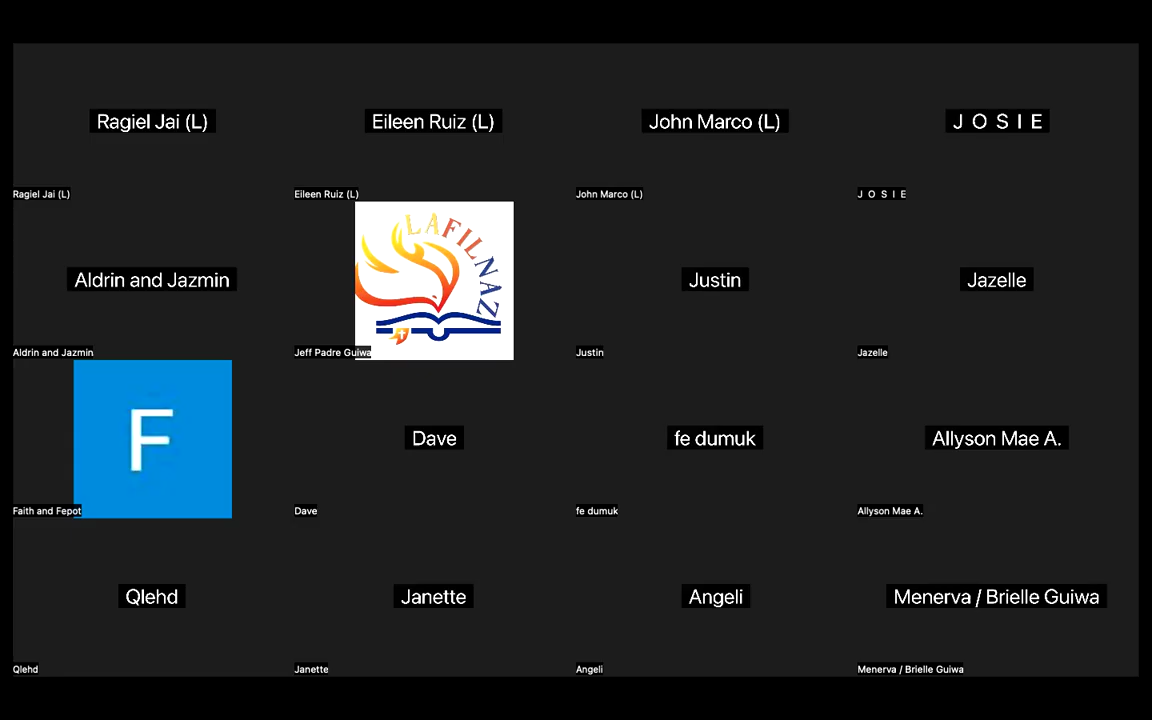 Ragiel Jai (L)
Eileen Ruiz (L)
John Marco (L)
J O S I E
Ragiel Jai (L)
Eileen Ruiz (L)
John Marco (L)
J O S I E
Aldrin and Jazmin
LAFILNAZ
Justin
Jazelle
Aldrin and Jazmin
Jeff Padre Guiwa
Justin
Jazelle
F
Dave
fe dumuk
Allyson Mae A.
Faith and Fepot
Dave
fe dumuk
Allyson Mae A.
Qlehd
Janette
Angeli
Menerva / Brielle Guiwa
Qlehd
Janette
Angeli
Menerva / Brielle Guiwa